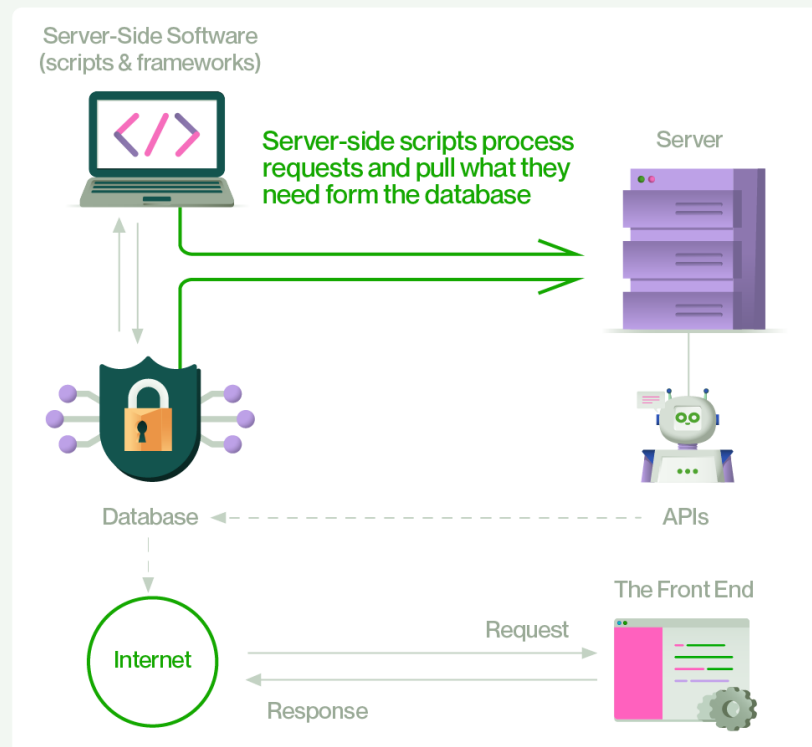 Server-Side Software
(scripts & frameworks)
Server-side scripts process
requests and pull what they
need form the database
Server
Database
APIs
The Front End
Internet
Request
Response